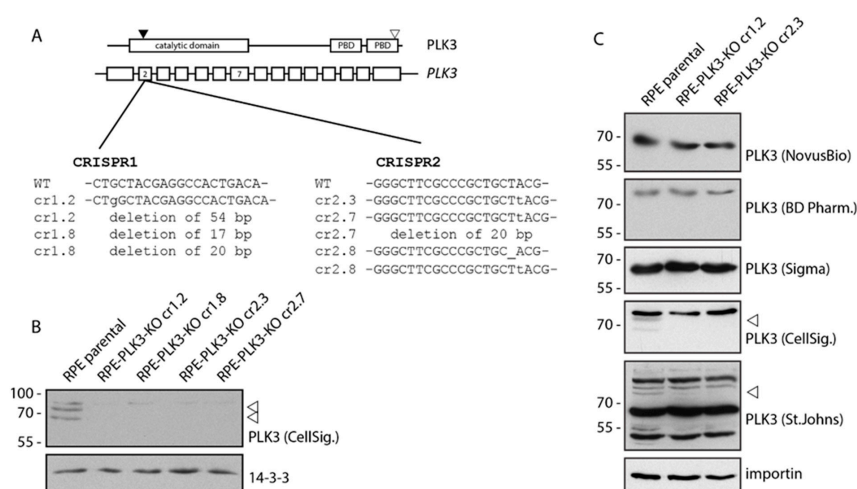 A
catalytic domain
PBD
PBD
PLK3
2
7
PLK3
CRISPR1
WT -CTGCTACGAGGCCACTGACA-
cr1.2 -CTgGCTACGAGGCCACTGACA-
cr1.2 deletion of 54 bp
cr1.8 deletion of 17 bp
cr1.8 deletion of 20 bp
CRISPR2
WT -GGGCTTCGCCCGCTGCTACG-
cr2.3 -GGGCTTCGCCCGCTGCTtACG-
cr2.7 -GGGCTTCGCCCGCTGCTtACG-
cr2.7 deletion of 20 bp
cr2.8 -GGGCTTCGCCCGCTGC_ACG-
cr2.8 -GGGCTTCGCCCGCTGCTtACG-
B
RPE parental
RPE-PLK3-KO cr1.2
RPE-PLK3-KO cr1.8
RPE-PLK3-KO cr2.3
RPE-PLK3-KO cr2.7
100 -
70 -
55 -
PLK3 (CellSig.)
14-3-3
C
RPE parental
RPE-PLK3-KO cr1.2
RPE-PLK3-KO cr2.3
70 -
55 -
PLK3 (NovusBio)
70 -
55 -
PLK3 (BD Pharm.)
70 -
55 -
PLK3 (Sigma)
70 -
PLK3 (CellSig.)
70 -
55 -
PLK3 (St.Johns)
importin